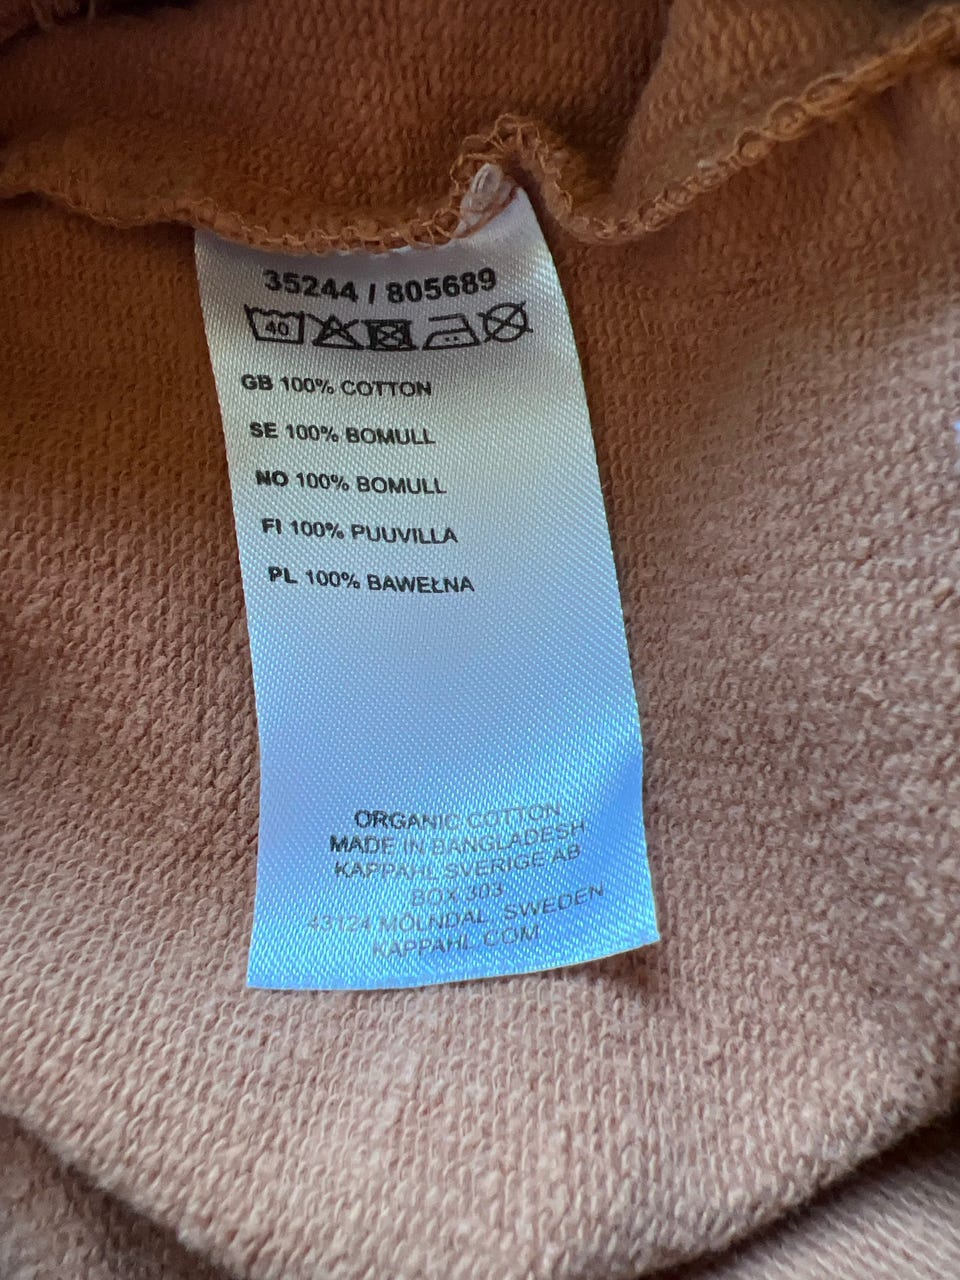 35244 / 805689
40
GB 100% COTTON
SE 100% BOMULL
NO 100% BOMULL
FI 100% PUUVILLA
PL 100% BAWEŁNA
ORGANIC COTTON
MADE IN BANGLADESH
KAPPAHL SVERIGE AB
BOX 303
43124 MÖLNDAL, SWEDEN
KAPPAHL.COM